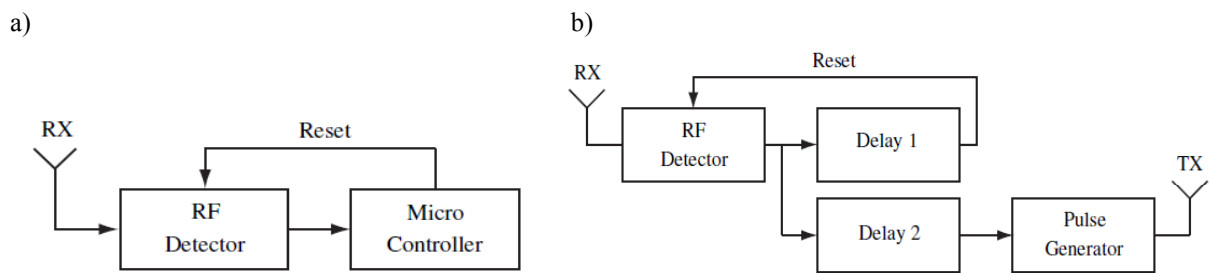 a)
RX
Reset
RF
Detector
Micro
Controller
b)
RX
Reset
RF
Detector
Delay 1
TX
Delay 2
Pulse
Generator